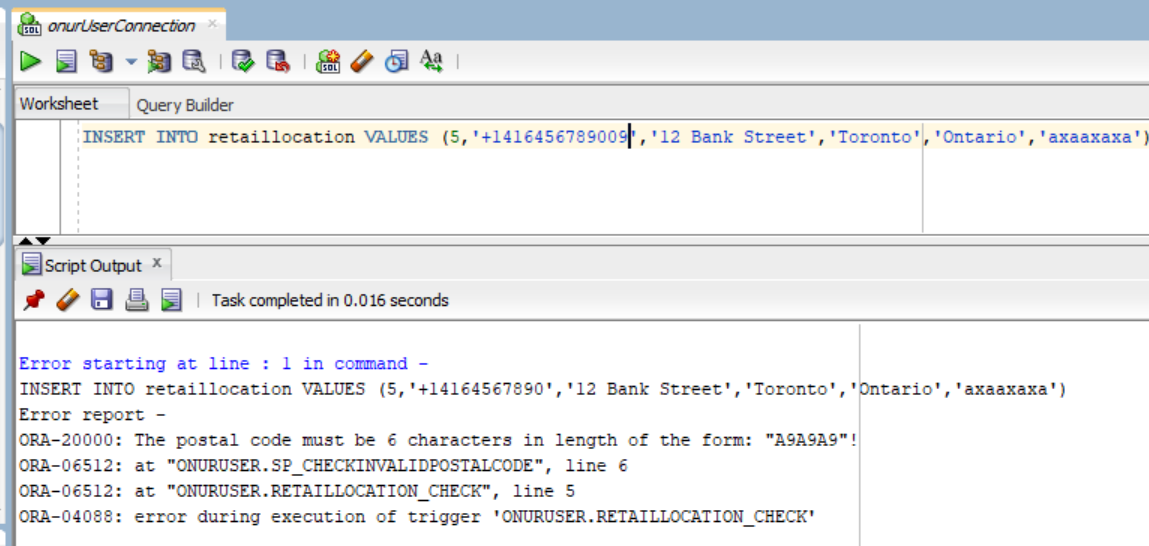 onurUserConnection
SQL
Aa
Worksheet Query Builder
INSERT INTO retaillocation VALUES (5,'+1416456789009','12 Bank Street','Toronto','Ontario','axaaxaxa')
Script Output x
Task completed in 0.016 seconds
Error starting at line : 1 in command -
INSERT INTO retaillocation VALUES (5,'+14164567890','12 Bank Street','Toronto','Ontario','axaaxaxa')
Error report -
ORA-20000: The postal code must be 6 characters in length of the form: "A9A9A9"!
ORA-06512: at "ONURUSER.SP_CHECKINVALIDPOSTALCODE", line 6
ORA-06512: at "ONURUSER.RETAILLOCATION_CHECK", line 5
ORA-04088: error during execution of trigger 'ONURUSER.RETAILLOCATION_CHECK'